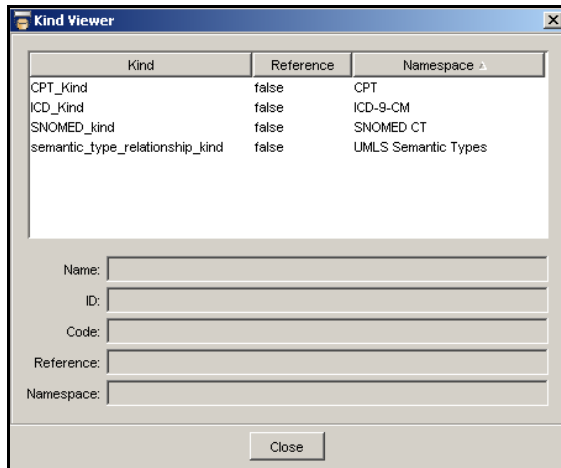 Kind Viewer
Kind Reference Namespace
CPT_Kind false CPT
ICD_Kind false ICD-9-CM
SNOMED_kind false SNOMED CT
semantic_type_relationship_kind false UMLS Semantic Types
Name:
ID:
Code:
Reference:
Namespace:
Close